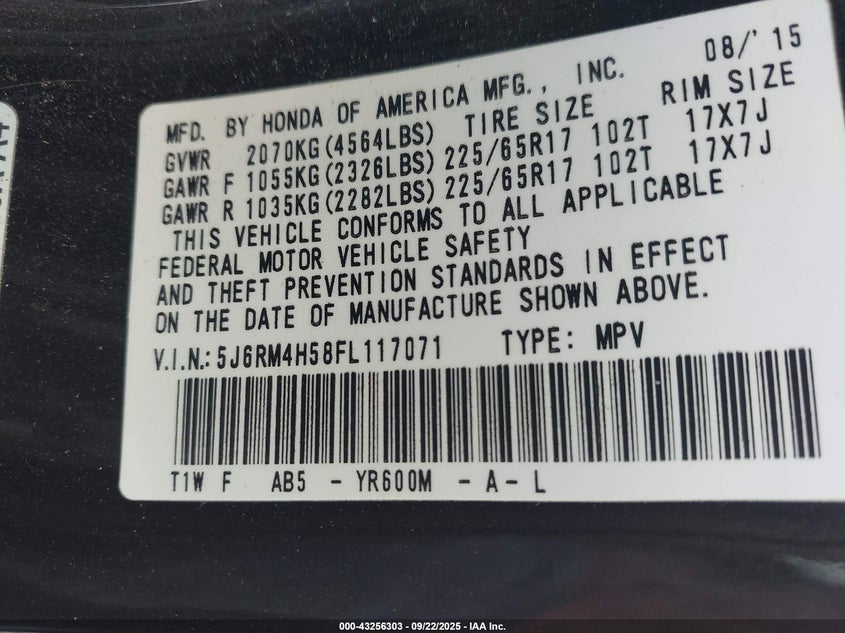 MFD. BY HONDA OF AMERICA MFG., INC. 08/'15
GVWR 2070KG(4564LBS) TIRE SIZE RIM SIZE
GAWR F 1055KG(2326LBS) 225/65R17 102T 17X7J
GAWR R 1035KG(2282LBS) 225/65R17 102T 17X7J
THIS VEHICLE CONFORMS TO ALL APPLICABLE
FEDERAL MOTOR VEHICLE SAFETY
AND THEFT PREVENTION STANDARDS IN EFFECT
ON THE DATE OF MANUFACTURE SHOWN ABOVE.
V.I.N.: 5J6RM4H58FL117071 TYPE: MPV
T1W F AB5 - YR600M - A - L
000-43256303 - 09/22/2025 - IAA Inc.